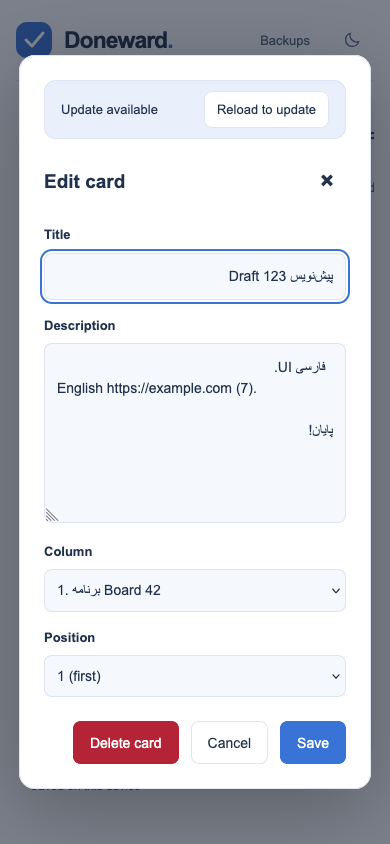 Doneward.
Backups
Update available
Reload to update
Edit card
Title
پیش‌نویس Draft 123
Description
فارسی UI.
English https://example.com (7).
پایان!
Column
1. برنامه Board 42
Position
1 (first)
Delete card
Cancel
Save